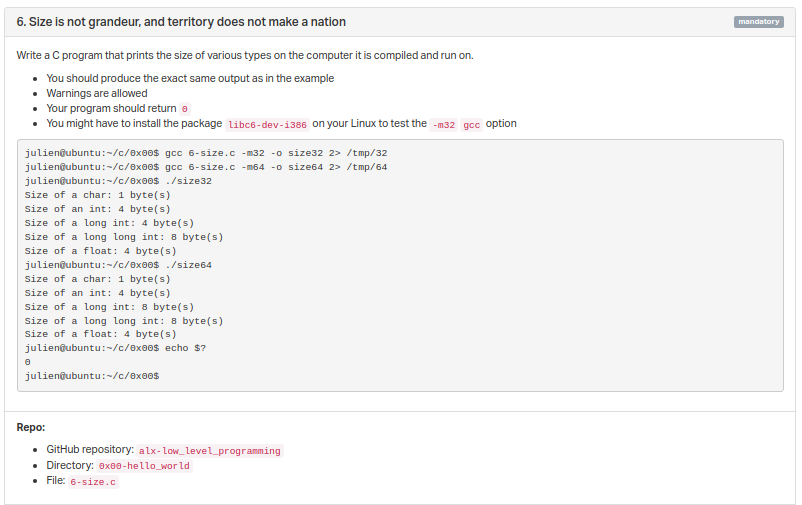 6. Size is not grandeur, and territory does not make a nation
mandatory
Write a C program that prints the size of various types on the computer it is compiled and run on.
• You should produce the exact same output as in the example
• Warnings are allowed
• Your program should return 0
• You might have to install the package libc6-dev-i386 on your Linux to test the -m32 gcc option
julien@ubuntu:~/c/0x00$ gcc 6-size.c -m32 -o size32 2> /tmp/32
julien@ubuntu:~/c/0x00$ gcc 6-size.c -m64 -o size64 2> /tmp/64
julien@ubuntu:~/c/0x00$ ./size32
Size of a char: 1 byte(s)
Size of an int: 4 byte(s)
Size of a long int: 4 byte(s)
Size of a long long int: 8 byte(s)
Size of a float: 4 byte(s)
julien@ubuntu:~/c/0x00$ ./size64
Size of a char: 1 byte(s)
Size of an int: 4 byte(s)
Size of a long int: 8 byte(s)
Size of a long long int: 8 byte(s)
Size of a float: 4 byte(s)
julien@ubuntu:~/c/0x00$ echo $?
0
julien@ubuntu:~/c/0x00$
Repo:
• GitHub repository: alx-low_level_programming
• Directory: 0x00-hello_world
• File: 6-size.c